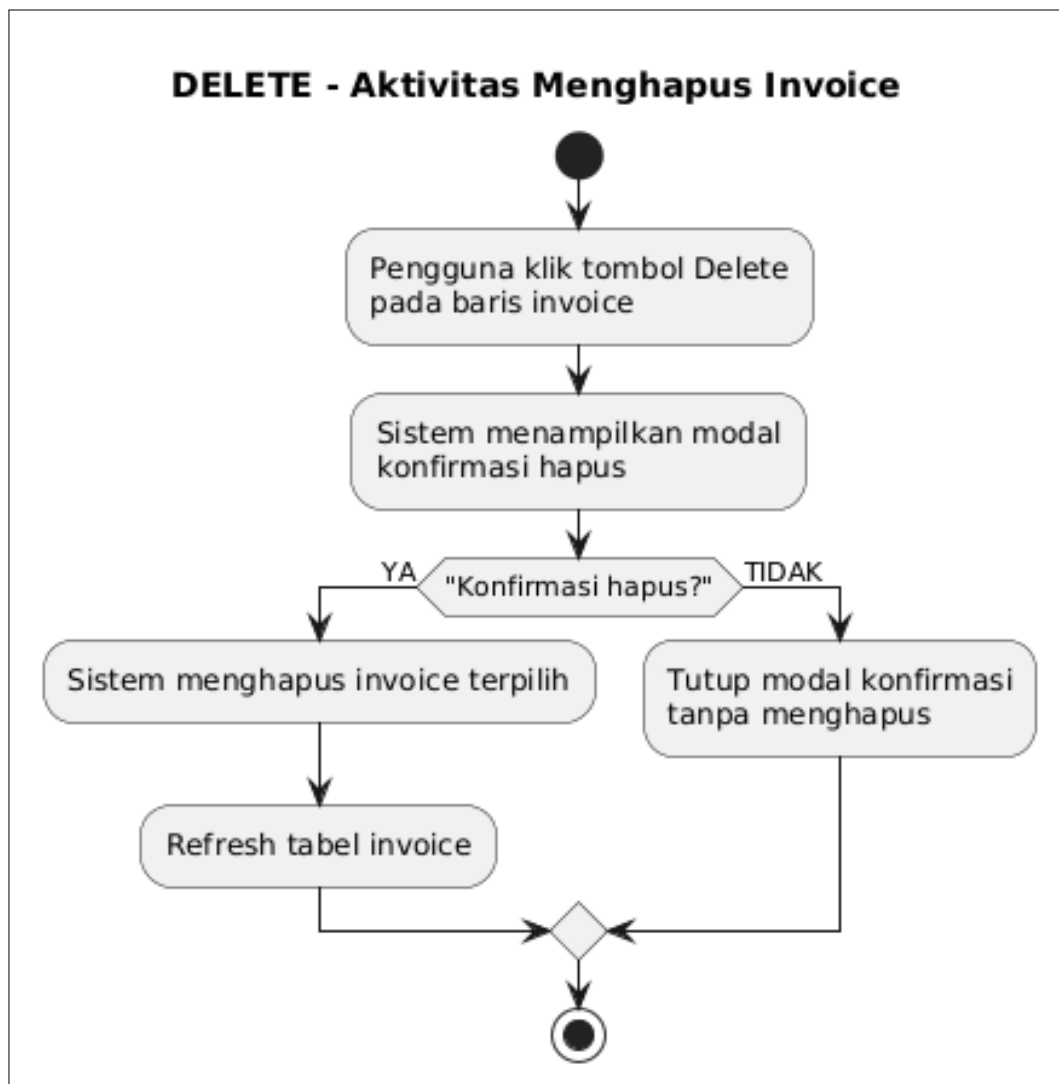 DELETE - Aktivitas Menghapus Invoice
Pengguna klik tombol Delete
pada baris invoice
Sistem menampilkan modal
konfirmasi hapus
YA
"Konfirmasi hapus?"
TIDAK
Sistem menghapus invoice terpilih
Tutup modal konfirmasi
tanpa menghapus
Refresh tabel invoice